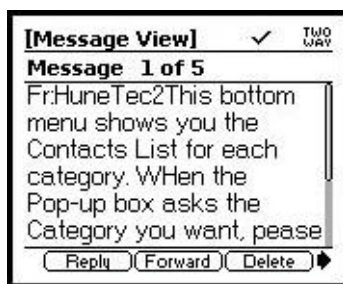 [Message View] TWO WAY
Message 1 of 5
Fr:HuneTec2This bottom
menu shows you the
Contacts List for each
category. WHen the
Pop-up box asks the
Category you want, pease
Reply Forward Delete